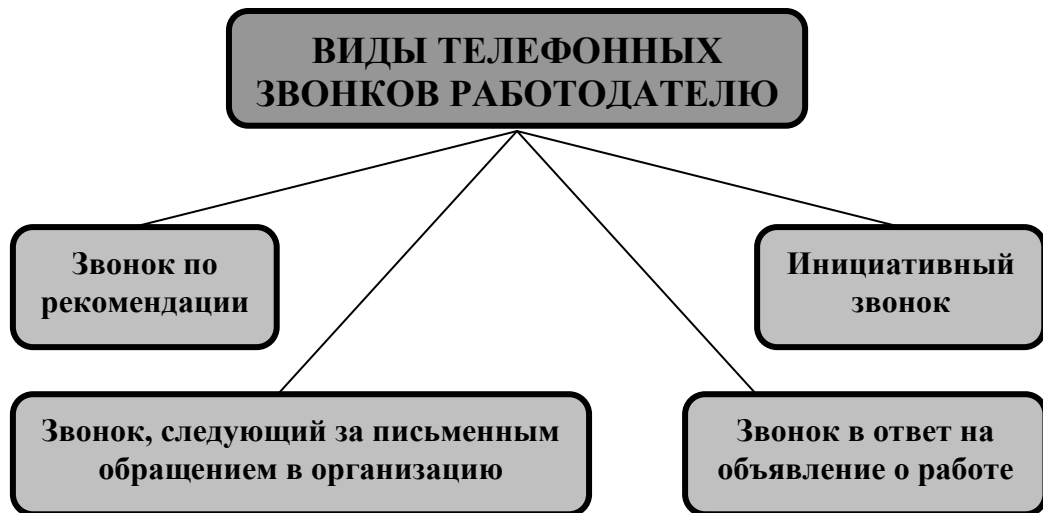 ВИДЫ ТЕЛЕФОННЫХ
ЗВОНКОВ РАБОТОДАТЕЛЮ
Звонок по
рекомендации
Инициативный
звонок
Звонок, следующий за письменным
обращением в организацию
Звонок в ответ на
объявление о работе